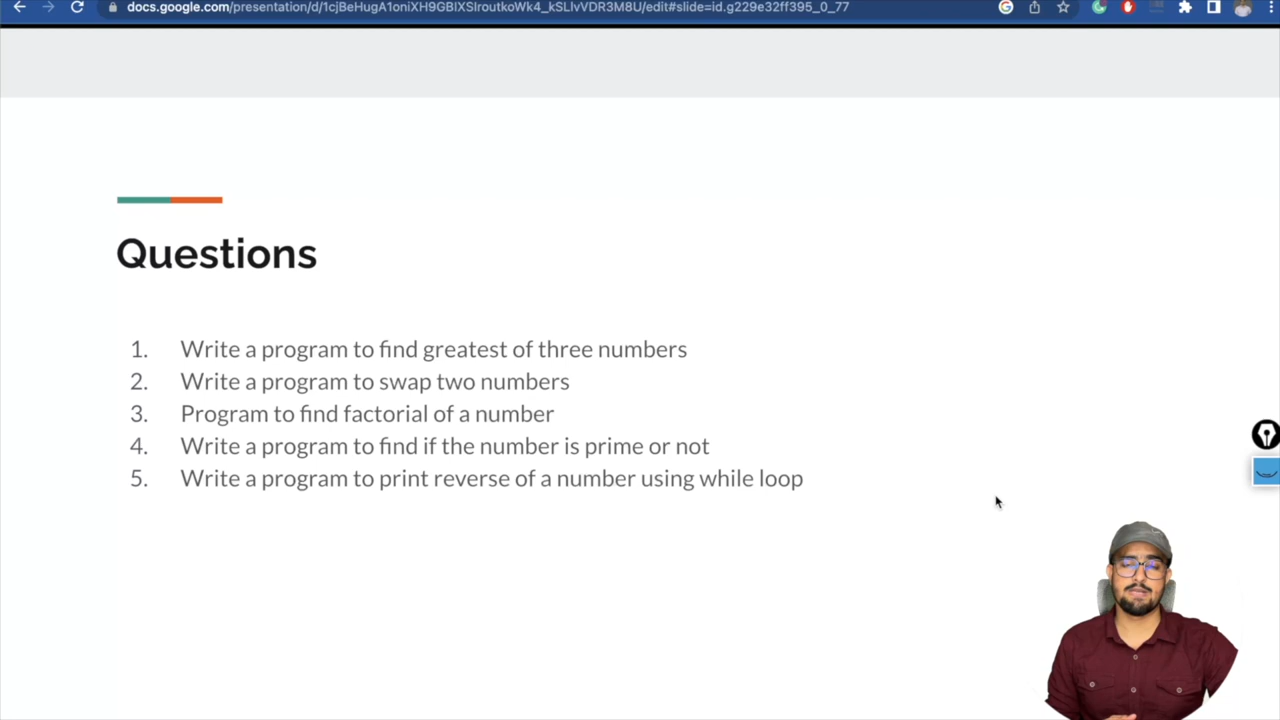 docs.google.com/presentation/d/1cjBeHugA1oniXH9GBIXSIroutkoWk4_kSLIvVDR3M8U/edit#slide=id.g229e32ff395_0_77
Questions
1. Write a program to find greatest of three numbers
2. Write a program to swap two numbers
3. Program to find factorial of a number
4. Write a program to find if the number is prime or not
5. Write a program to print reverse of a number using while loop